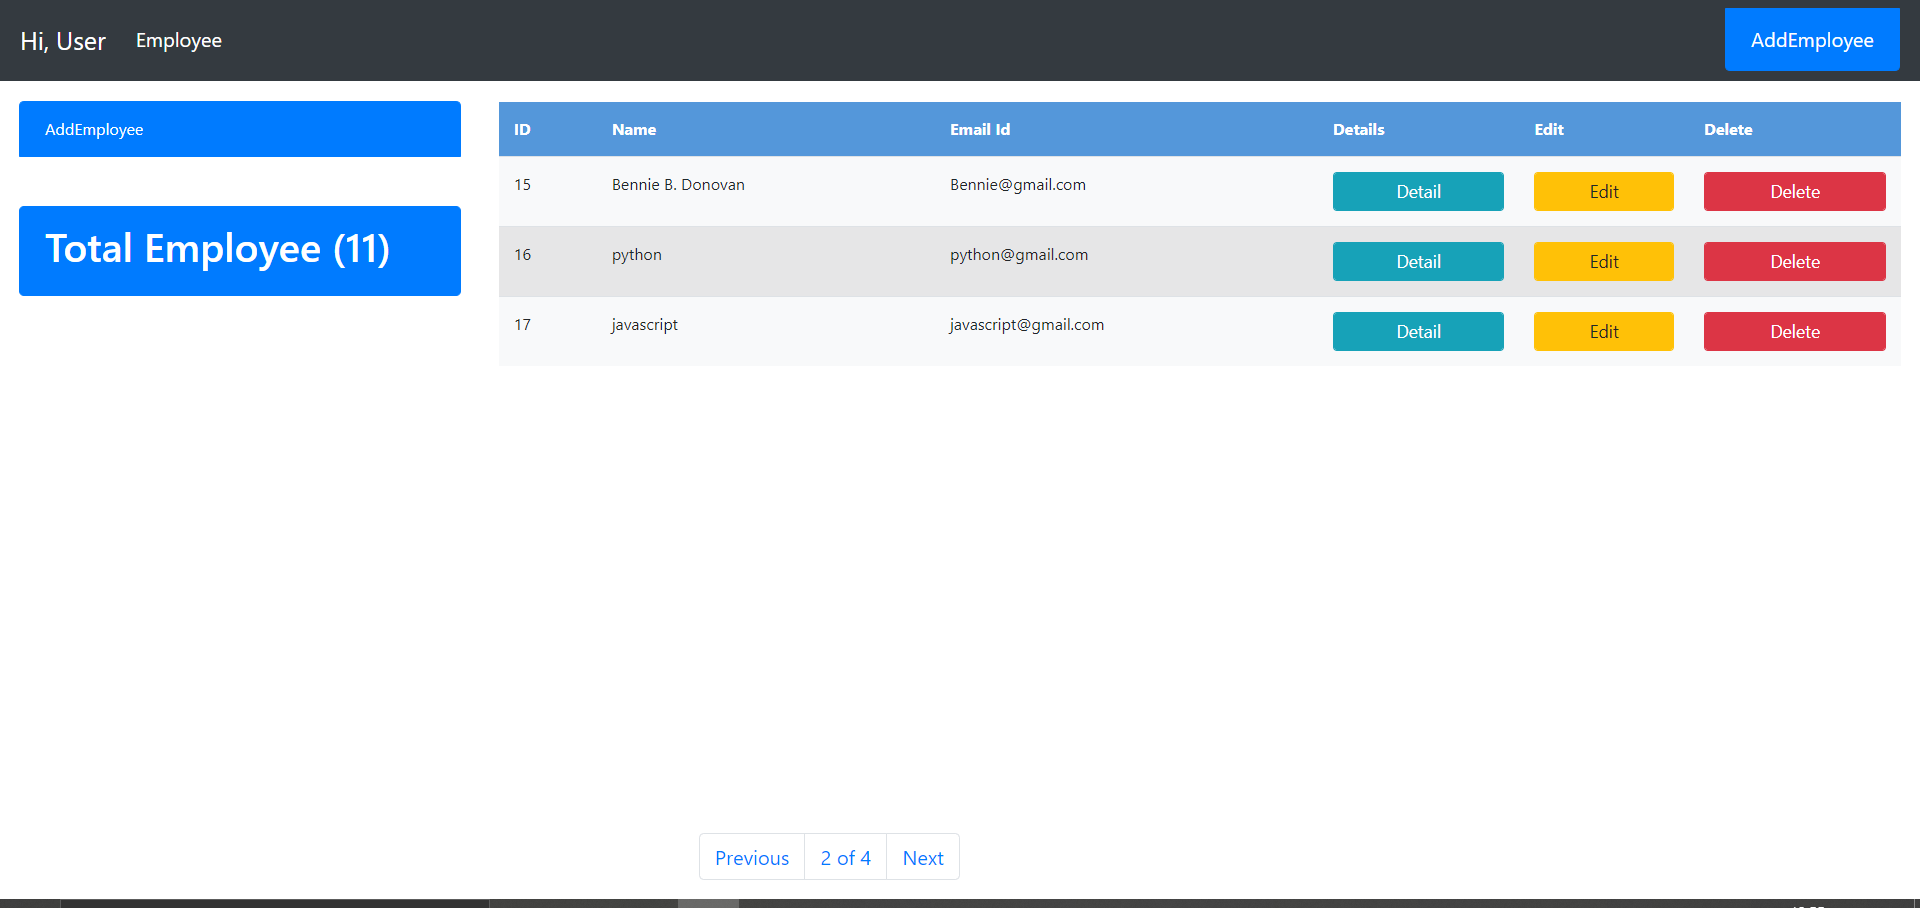 Hi, User Employee AddEmployee
AddEmployee
Total Employee (11)
ID Name Email Id Details Edit Delete
15 Bennie B. Donovan Bennie@gmail.com Detail Edit Delete
16 python python@gmail.com Detail Edit Delete
17 javascript javascript@gmail.com Detail Edit Delete
Previous 2 of 4 Next